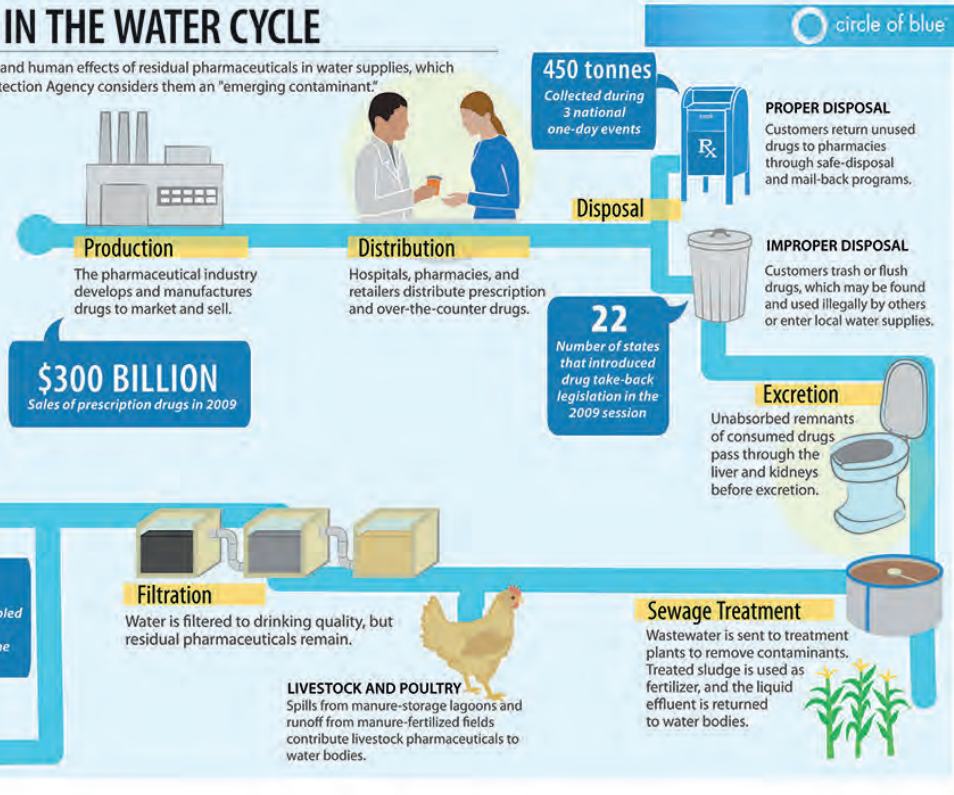 IN THE WATER CYCLE
circle of blue
and human effects of residual pharmaceuticals in water supplies, which
Agency considers them an "emerging contaminant."
450 tonnes
Collected during
3 national
one-day events
Rx
PROPER DISPOSAL
Customers return unused
drugs to pharmacies
through safe-disposal
and mail-back programs.
Disposal
Production
The pharmaceutical industry
develops and manufactures
drugs to market and sell.
Distribution
Hospitals, pharmacies, and
retailers distribute prescription
and over-the-counter drugs.
IMPROPER DISPOSAL
Customers trash or flush
drugs, which may be found
and used illegally by others
or enter local water supplies.
$300 BILLION
Sales of prescription drugs in 2009
22
Number of states
that introduced
drug take-back
legislation in the
2009 session
Excretion
Unabsorbed remnants
of consumed drugs
pass through the
liver and kidneys
before excretion.
Filtration
Water is filtered to drinking quality, but
residual pharmaceuticals remain.
LIVESTOCK AND POULTRY
Spills from manure-storage lagoons and
runoff from manure-fertilized fields
contribute livestock pharmaceuticals to
water bodies.
Sewage Treatment
Wastewater is sent to treatment
plants to remove contaminants.
Treated sludge is used as
fertilizer, and the liquid
effluent is returned
to water bodies.